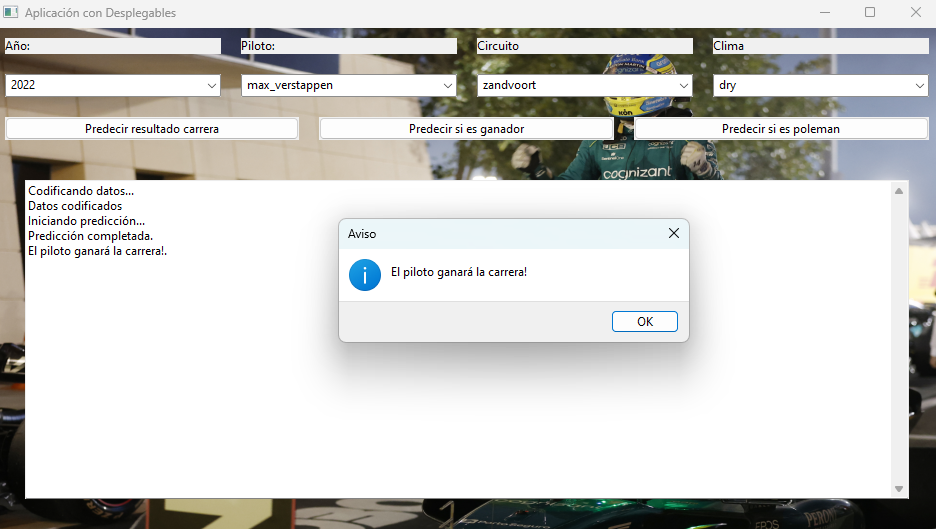 Aplicación con Desplegables
Año: Piloto: Circuito Clima
2022 max_verstappen zandvoort dry
Predecir resultado carrera Predecir si es ganador Predecir si es poleman
cognizant
Codificando datos...
Datos codificados
Iniciando predicción...
Predicción completada.
El piloto ganará la carrera!.
Aviso
El piloto ganará la carrera!
OK